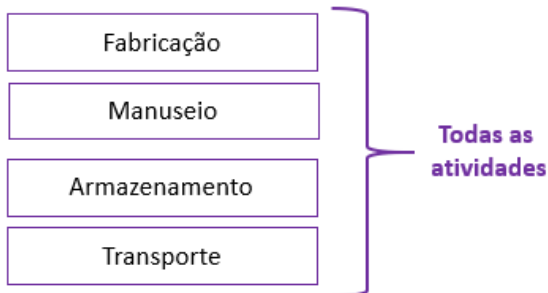 Fabricação
Manuseio
Armazenamento
Transporte
Todas as
atividades